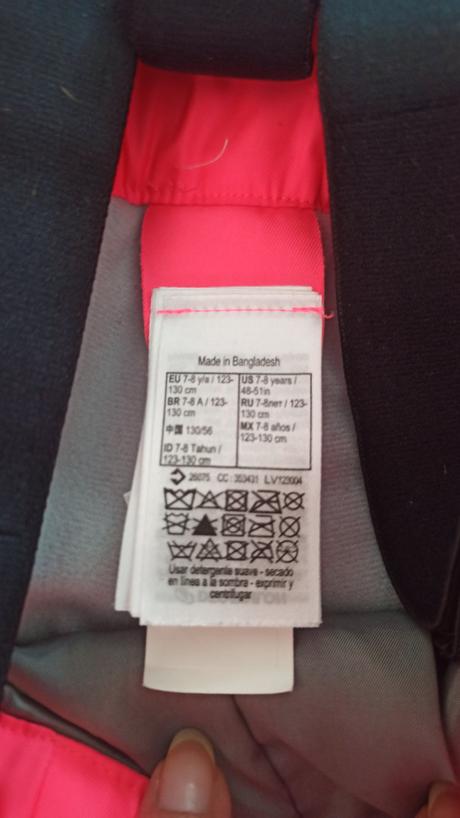 Made in Bangladesh
EU 7-8 y/a / 123-
130 cm
BR 7-8 A / 123-
130 cm
中国 130/56
ID 7-8 Tahun /
123-130 cm
US 7-8 years /
48-51in
RU 7-8лет / 123-
130 cm
MX 7-8 años /
123-130 cm
26075 CC : 353431 LV123004
Usar detergente suave - secado
en línea a la sombra - exprimir y
centrifugar